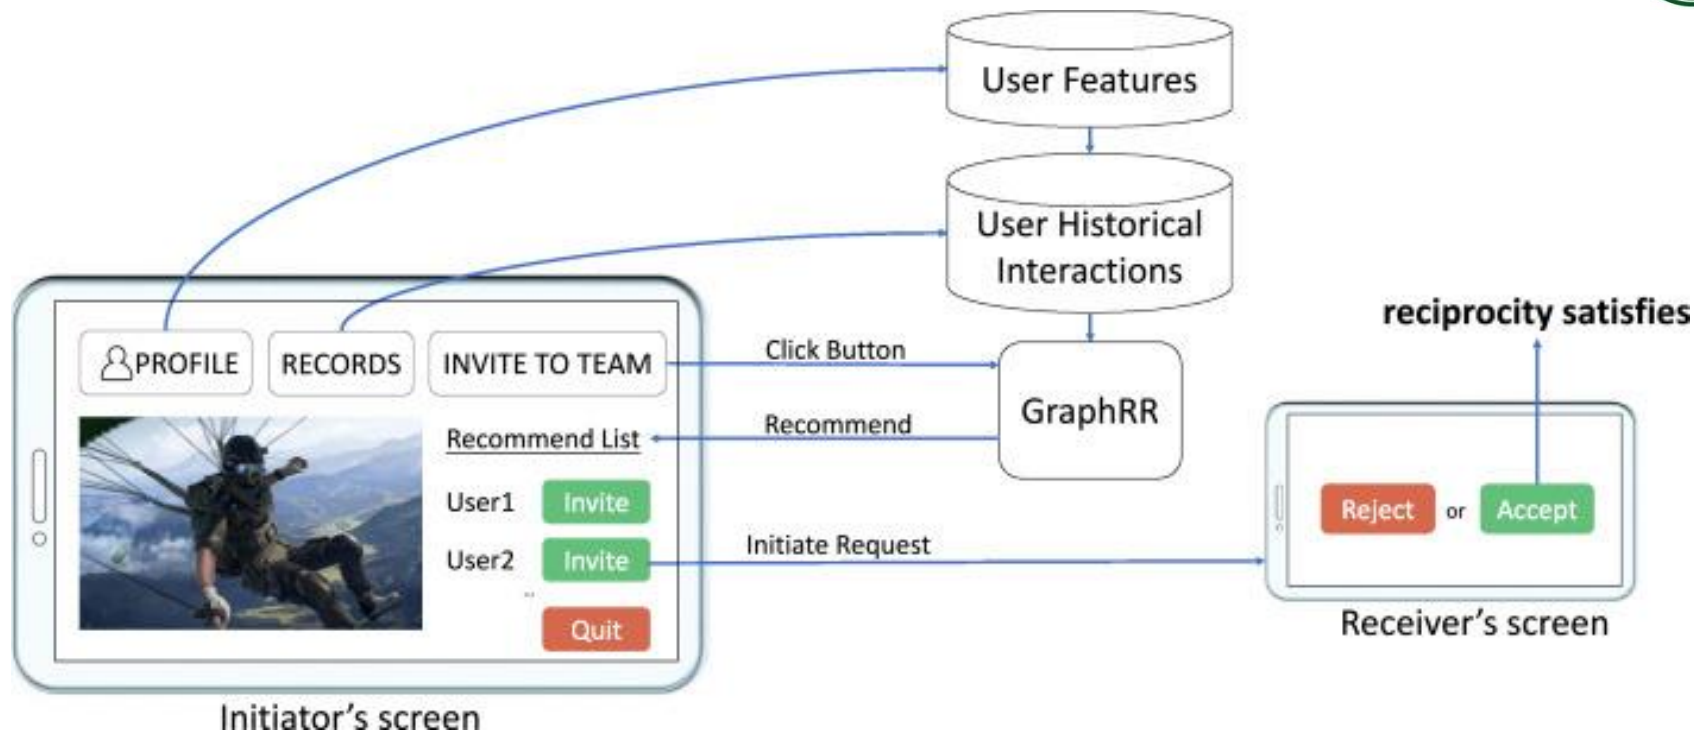 User Features
User Historical
Interactions
reciprocity satisfies
PROFILE
RECORDS
INVITE TO TEAM
Click Button
GraphRR
Recommend List
Recommend
User1
Invite
Reject
or
Accept
User2
Invite
Initiate Request
..
Quit
Receiver's screen
Initiator's screen